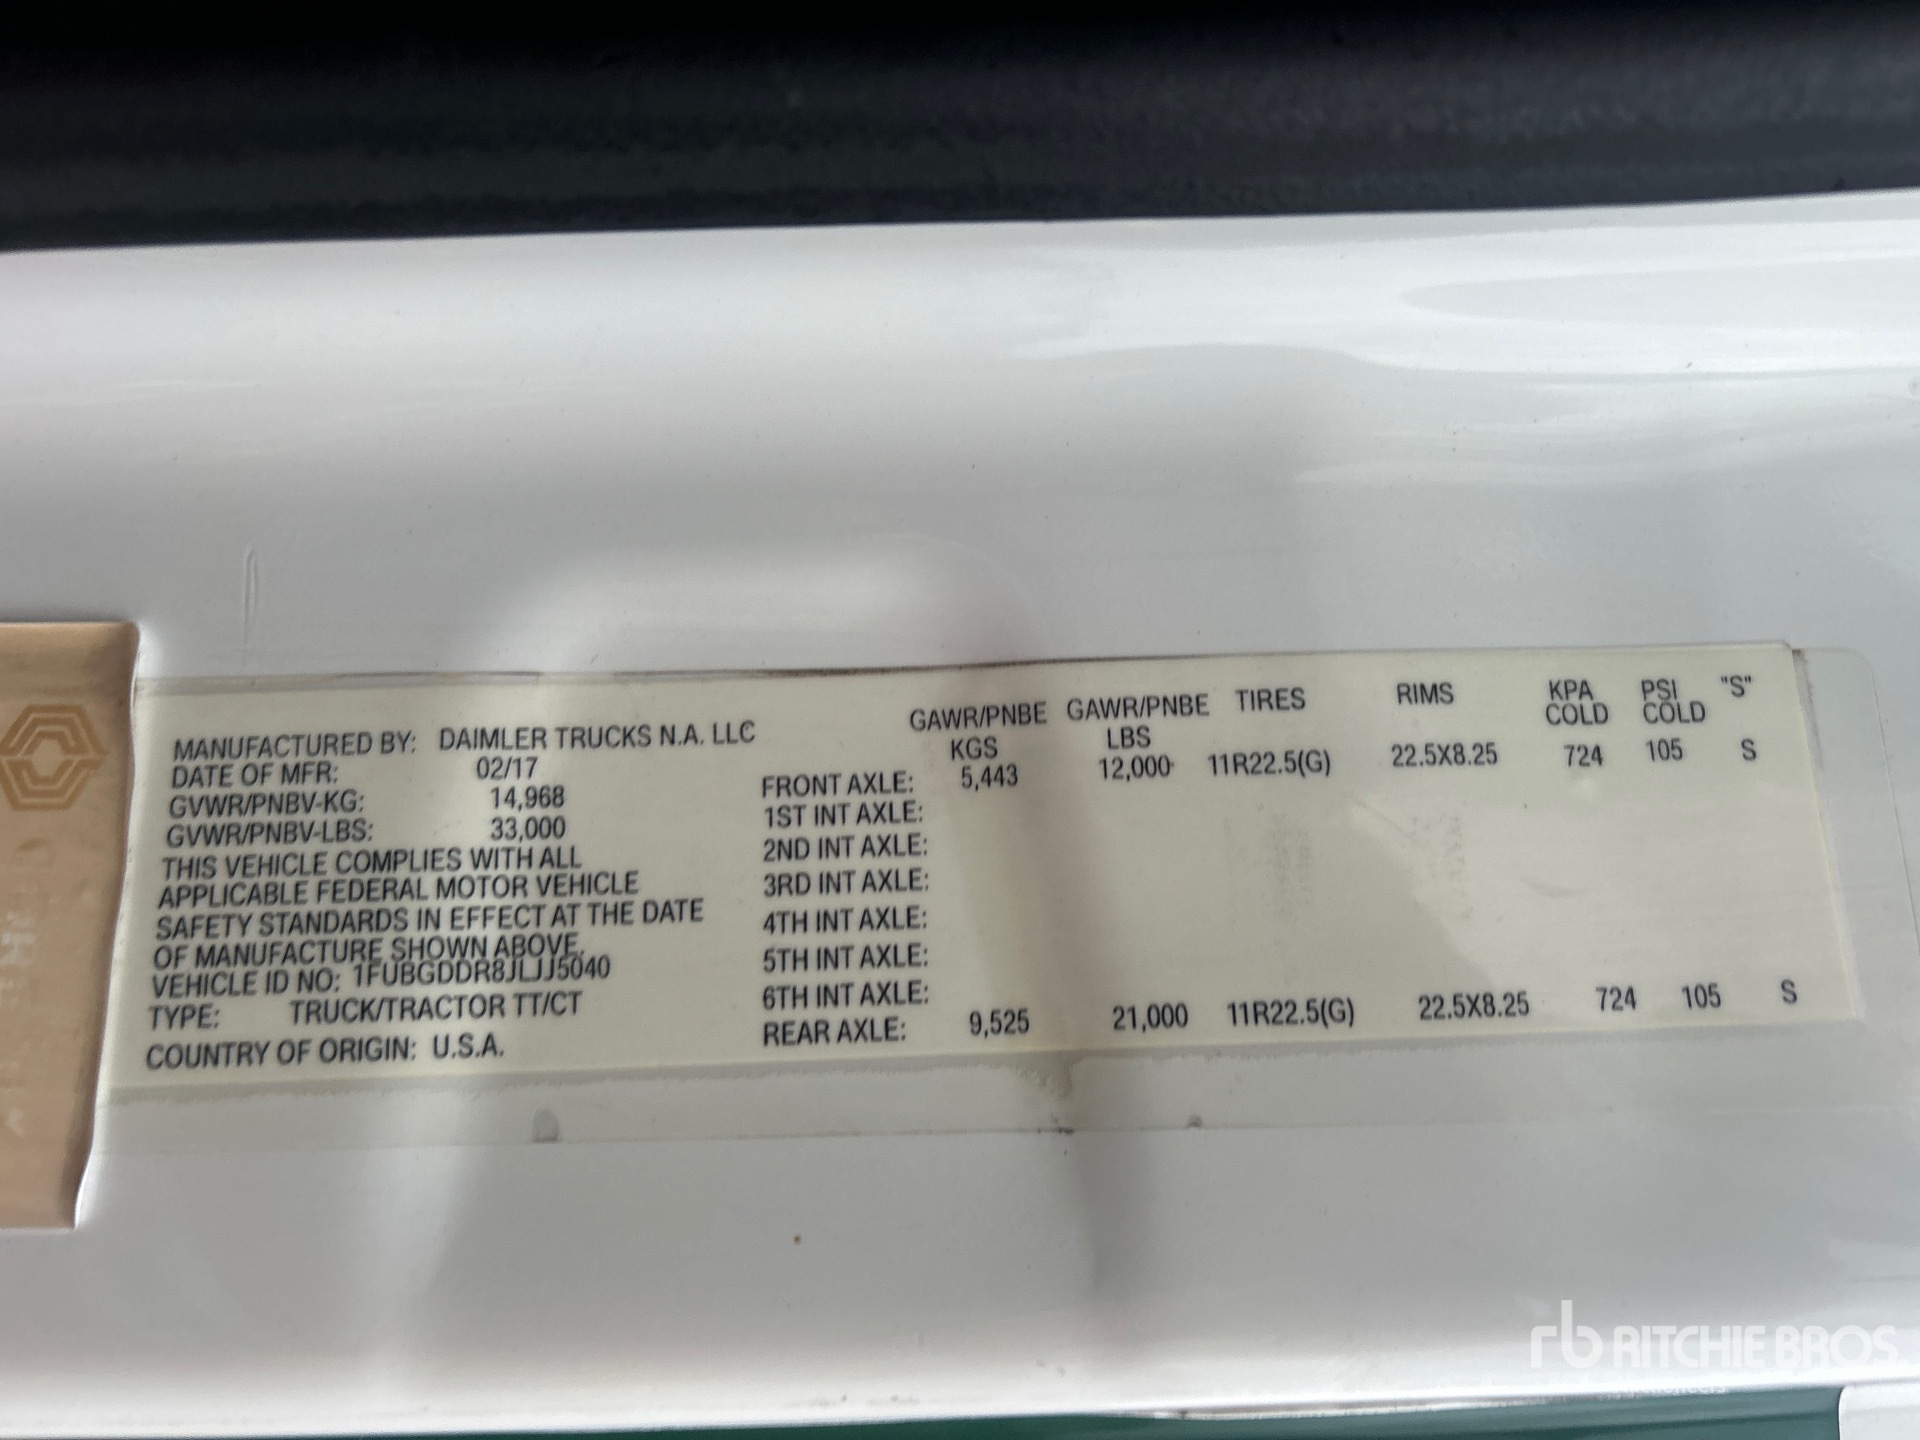 MANUFACTURED BY: DAIMLER TRUCKS N.A. LLC
DATE OF MFR: 02/17
GVWR/PNBV-KG: 14,968
GVWR/PNBV-LBS: 33,000
THIS VEHICLE COMPLIES WITH ALL
APPLICABLE FEDERAL MOTOR VEHICLE
SAFETY STANDARDS IN EFFECT AT THE DATE
OF MANUFACTURE SHOWN ABOVE.
VEHICLE ID NO: 1FUBGDDR8JLJJ5040
TYPE: TRUCK/TRACTOR TT/CT
COUNTRY OF ORIGIN: U.S.A.
GAWR/PNBE GAWR/PNBE TIRES RIMS KPA PSI "S"
KGS LBS COLD COLD
FRONT AXLE: 5,443 12,000 11R22.5(G) 22.5X8.25 724 105 S
1ST INT AXLE:
2ND INT AXLE:
3RD INT AXLE:
4TH INT AXLE:
5TH INT AXLE:
6TH INT AXLE:
REAR AXLE: 9,525 21,000 11R22.5(G) 22.5X8.25 724 105 S
rb RITCHIE BROS